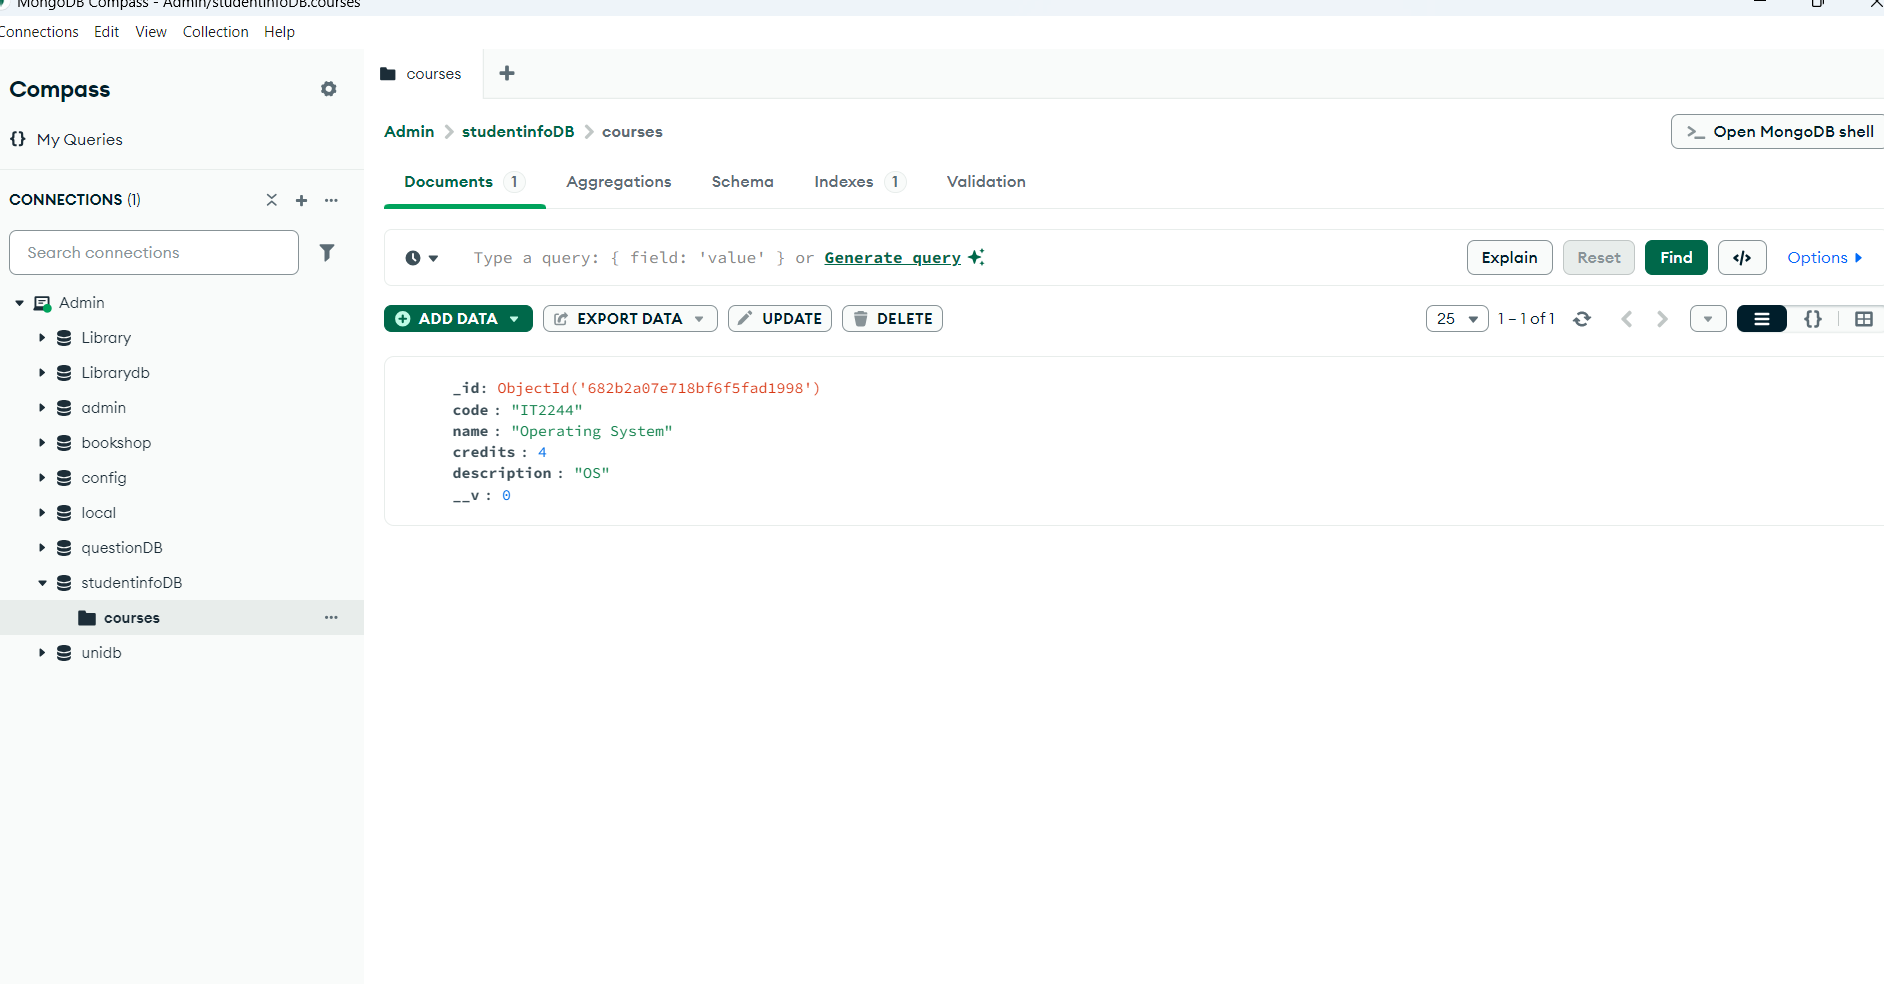 MongoDB Compass - Admin/studentinfoDB.courses
Connections Edit View Collection Help
Compass
{} My Queries
CONNECTIONS (1)
Search connections
Admin
Library
Librarydb
admin
bookshop
config
local
questionDB
studentinfoDB
courses
unidb
courses
Admin > studentinfoDB > courses
>_ Open MongoDB shell
Documents 1 Aggregations Schema Indexes 1 Validation
Type a query: { field: 'value' } or Generate query
Explain Reset Find </> Options
ADD DATA EXPORT DATA UPDATE DELETE
25 1 – 1 of 1 {}
_id: ObjectId('682b2a07e718bf6f5fad1998')
code : "IT2244"
name : "Operating System"
credits : 4
description : "OS"
__v : 0